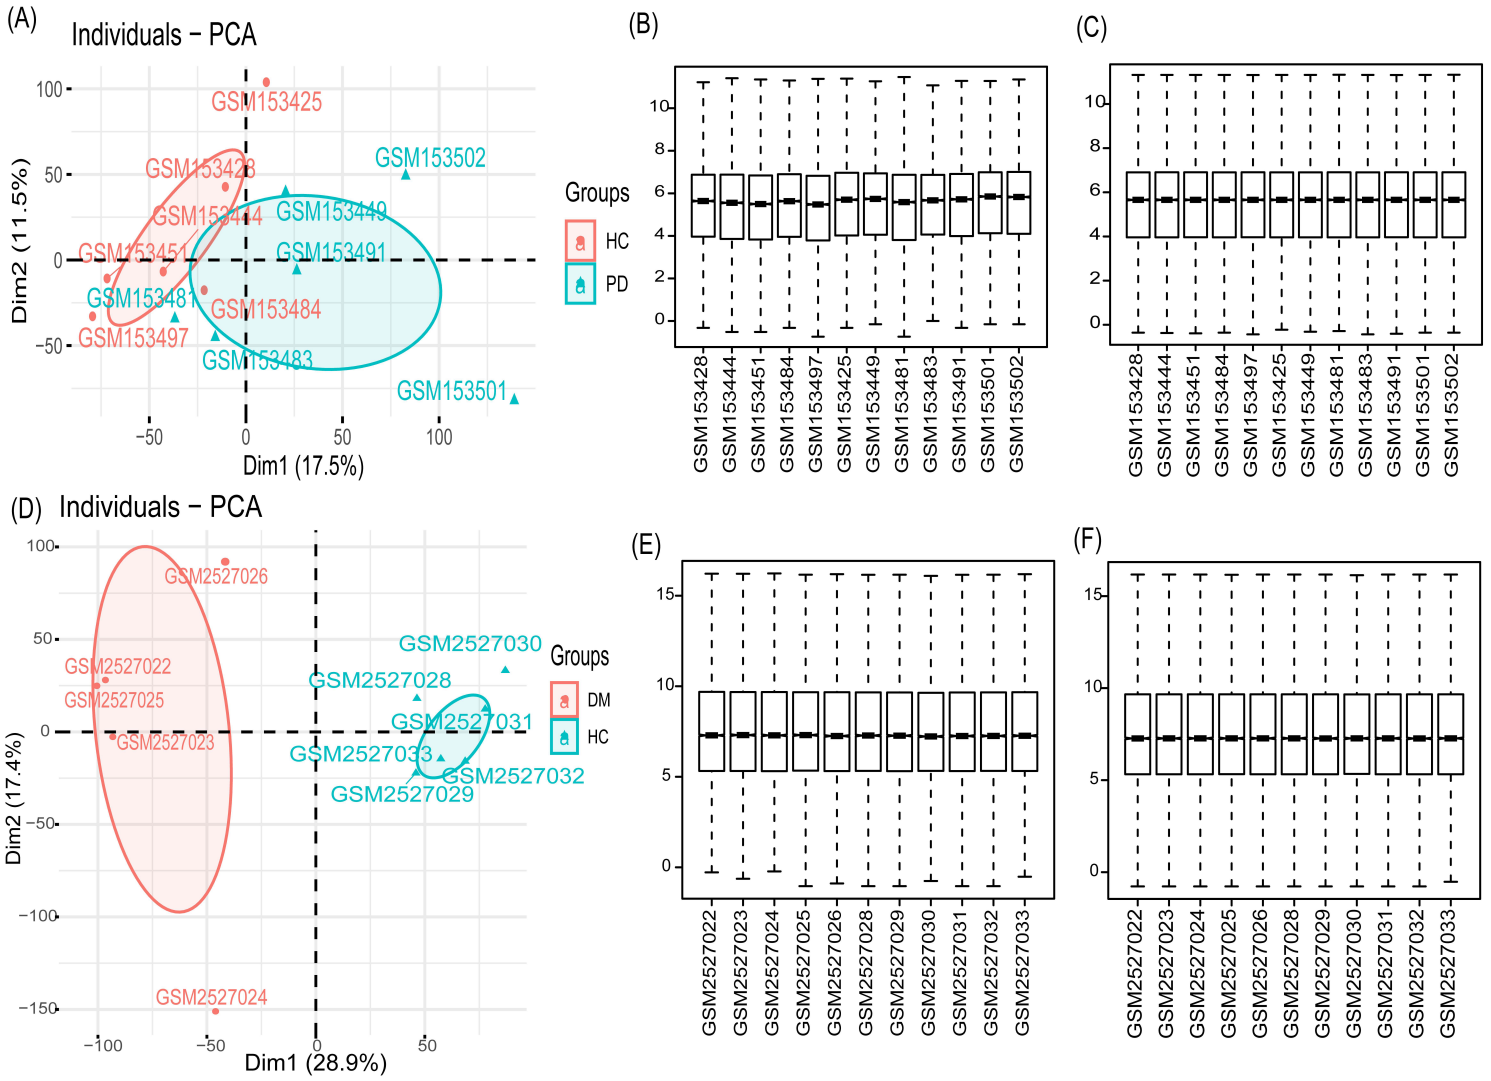 (A)
Individuals − PCA
100
50
0
−50
Dim2 (11.5%)
GSM153425
GSM153428
GSM153502
GSM153444
GSM153449
GSM153451
GSM153491
GSM153481
GSM153484
GSM153497
GSM153483
GSM153501
−50
0
50
100
Dim1 (17.5%)
Groups
a HC
a PD
(B)
10
8
6
4
2
0
GSM153428
GSM153444
GSM153451
GSM153484
GSM153497
GSM153425
GSM153449
GSM153481
GSM153483
GSM153491
GSM153501
GSM153502
(C)
10
8
6
4
2
0
GSM153428
GSM153444
GSM153451
GSM153484
GSM153497
GSM153425
GSM153449
GSM153481
GSM153483
GSM153491
GSM153501
GSM153502
(D)
Individuals − PCA
100
50
0
−50
−100
−150
Dim2 (17.4%)
GSM2527026
GSM2527030
GSM2527022
GSM2527028
GSM2527025
GSM2527031
GSM2527023
GSM2527033
GSM2527032
GSM2527029
GSM2527024
−100
−50
0
50
Dim1 (28.9%)
Groups
a DM
a HC
(E)
15
10
5
0
GSM2527022
GSM2527023
GSM2527024
GSM2527025
GSM2527026
GSM2527028
GSM2527029
GSM2527030
GSM2527031
GSM2527032
GSM2527033
(F)
15
10
5
0
GSM2527022
GSM2527023
GSM2527024
GSM2527025
GSM2527026
GSM2527028
GSM2527029
GSM2527030
GSM2527031
GSM2527032
GSM2527033